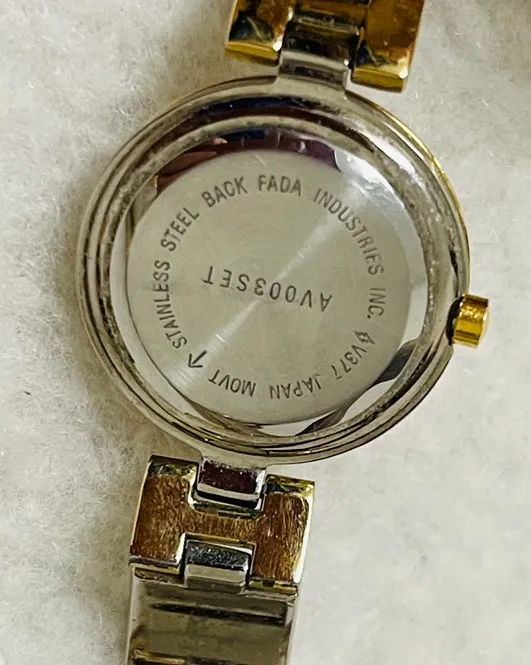 STAINLESS STEEL BACK FADA INDUSTRIES INC. V377 JAPAN MOVT
AV003SET